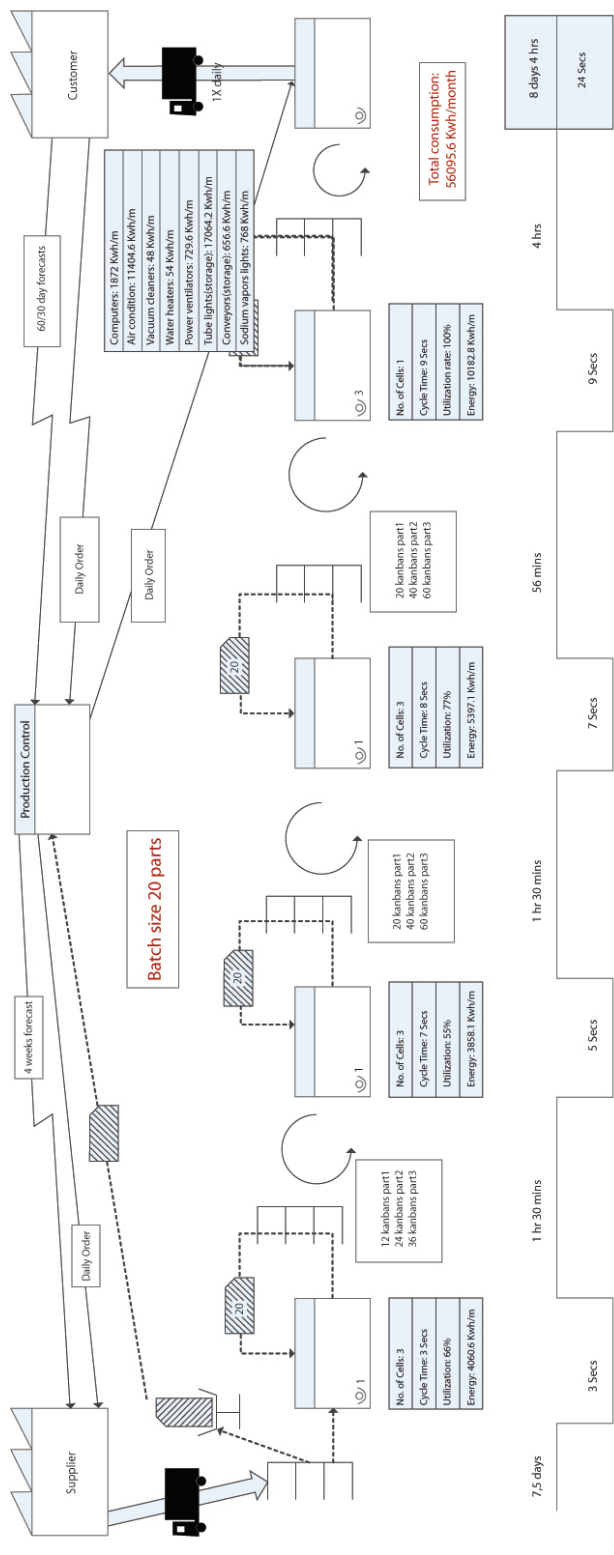 Supplier
4 weeks forecast
Daily Order
Production Control
60/30 day forecasts
Daily Order
Daily Order
Customer
1X daily
Batch size 20 parts
Computers: 1872 Kwh/m
Air condition: 11404.6 Kwh/m
Vacuum cleaners: 48 Kwh/m
Water heaters: 54 Kwh/m
Power ventilators: 729.6 Kwh/m
Tube lights(storage): 17064.2 Kwh/m
Conveyors(storage): 656.6 Kwh/m
Sodium vapors lights: 768 Kwh/m
Total consumption:
56095.6 Kwh/month
20
1
No. of Cells: 3
Cycle Time: 3 Secs
Utilization: 66%
Energy: 4060.6 Kwh/m
12 kanbans part1
24 kanbans part2
36 kanbans part3
20
1
No. of Cells: 3
Cycle Time: 7 Secs
Utilization: 55%
Energy: 3858.1 Kwh/m
20 kanbans part1
40 kanbans part2
60 kanbans part3
20
1
No. of Cells: 3
Cycle Time: 8 Secs
Utilization: 77%
Energy: 5397.1 Kwh/m
20 kanbans part1
40 kanbans part2
60 kanbans part3
3
No. of Cells: 1
Cycle Time: 9 Secs
Utilization rate: 100%
Energy: 10182.8 Kwh/m
7,5 days
3 Secs
1 hr 30 mins
5 Secs
1 hr 30 mins
7 Secs
56 mins
9 Secs
4 hrs
8 days 4 hrs
24 Secs